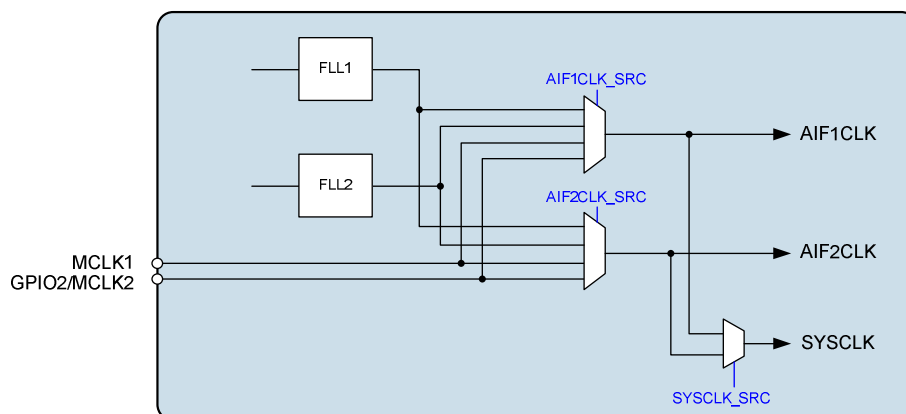 FLL1
AIF1CLK_SRC
AIF1CLK
FLL2
AIF2CLK_SRC
AIF2CLK
MCLK1
GPIO2/MCLK2
SYSCLK
SYSCLK_SRC